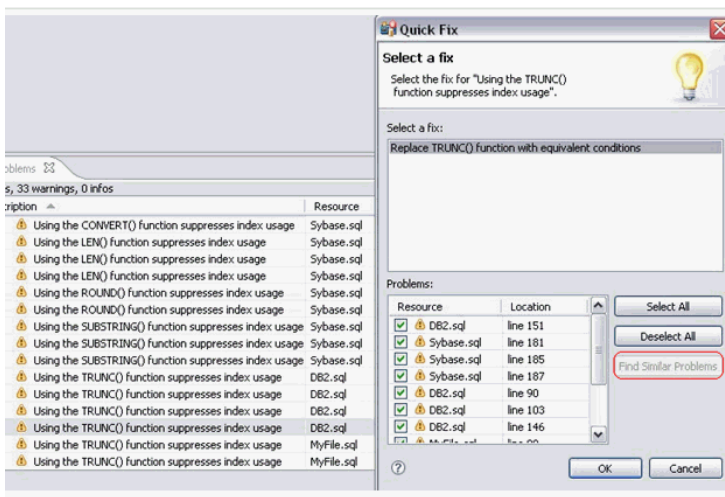 Quick Fix
Select a fix
Select the fix for "Using the TRUNC()
function suppresses index usage".
Select a fix:
Replace TRUNC() function with equivalent conditions
Problems:
Resource Location
DB2.sql line 151
Sybase.sql line 181
Sybase.sql line 185
Sybase.sql line 187
DB2.sql line 90
DB2.sql line 103
DB2.sql line 146
Select All
Deselect All
Find Similar Problems
OK
Cancel
oblems
s, 33 warnings, 0 infos
ription Resource
Using the CONVERT() function suppresses index usage Sybase.sql
Using the LEN() function suppresses index usage Sybase.sql
Using the LEN() function suppresses index usage Sybase.sql
Using the LEN() function suppresses index usage Sybase.sql
Using the ROUND() function suppresses index usage Sybase.sql
Using the ROUND() function suppresses index usage Sybase.sql
Using the SUBSTRING() function suppresses index usage Sybase.sql
Using the SUBSTRING() function suppresses index usage Sybase.sql
Using the SUBSTRING() function suppresses index usage Sybase.sql
Using the TRUNC() function suppresses index usage DB2.sql
Using the TRUNC() function suppresses index usage DB2.sql
Using the TRUNC() function suppresses index usage DB2.sql
Using the TRUNC() function suppresses index usage DB2.sql
Using the TRUNC() function suppresses index usage MyFile.sql
Using the TRUNC() function suppresses index usage MyFile.sql